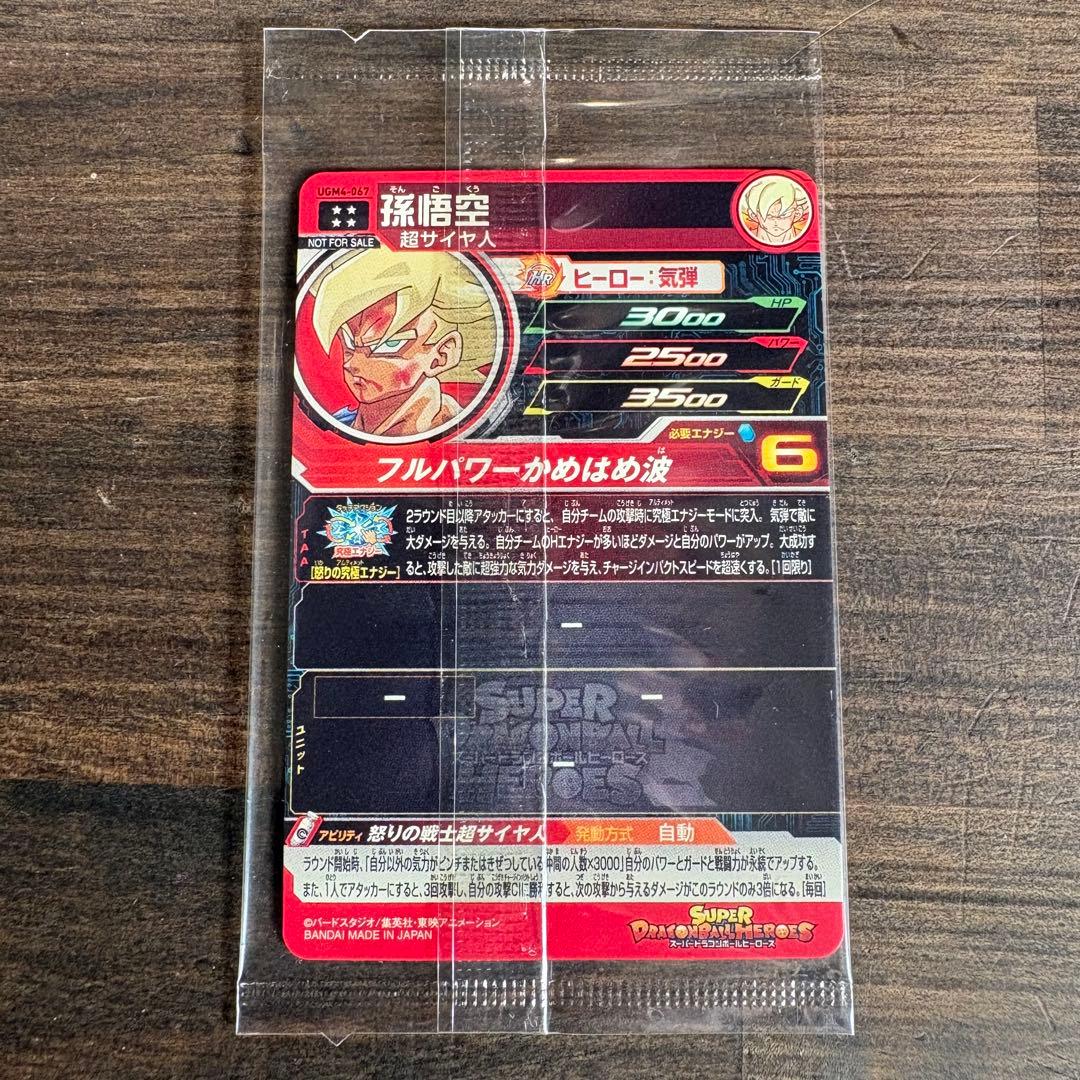 UGM4-067
孫悟空
そんごくう
超サイヤ人
NOT FOR SALE
HR ヒーロー：気弾
HP
3000
パワー
2500
ガード
3500
必要エナジー 6
フルパワーかめはめ波
TAA
究極エナジー
[怒りの究極エナジー]
2ラウンド目以降アタッカーにすると、自分チームの攻撃時に究極エナジーモードに突入。気弾で敵に
大ダメージを与える。自分チームのHエナジーが多いほどダメージと自分のパワーがアップ。大成功す
ると、攻撃した敵に超強力な気力ダメージを与え、チャージインパクトスピードを超速くする。[1回限り]
ー
ユニット
ー ー
ー
SUPER
DRAGONBALL
スーパードラゴンボールヒーローズ
HEROES
アビリティ 怒りの戦士超サイヤ人 発動方式 自動
ラウンド開始時、「自分以外の気力がピンチまたはきぜつしている仲間の人数×3000」自分のパワーとガードと戦闘力が永続でアップする。
また、1人でアタッカーにすると、3回攻撃し、自分の攻撃CIに勝利すると、次の攻撃から与えるダメージがこのラウンドのみ3倍になる。[毎回]
©バードスタジオ/集英社・東映アニメーション
BANDAI MADE IN JAPAN
SUPER
DRAGONBALL HEROES
スーパードラゴンボールヒーローズ